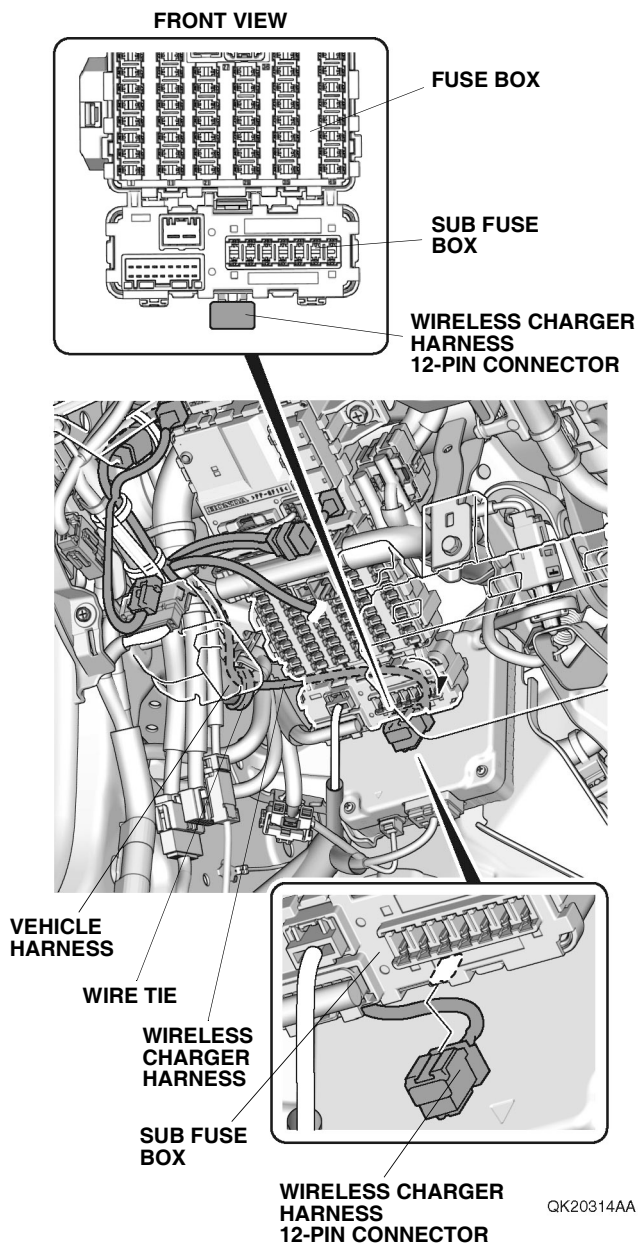 FRONT VIEW
FUSE BOX
SUB FUSE
BOX
WIRELESS CHARGER
HARNESS
12-PIN CONNECTOR
VEHICLE
HARNESS
WIRE TIE
WIRELESS
CHARGER
HARNESS
SUB FUSE
BOX
WIRELESS CHARGER
HARNESS
12-PIN CONNECTOR
QK20314AA